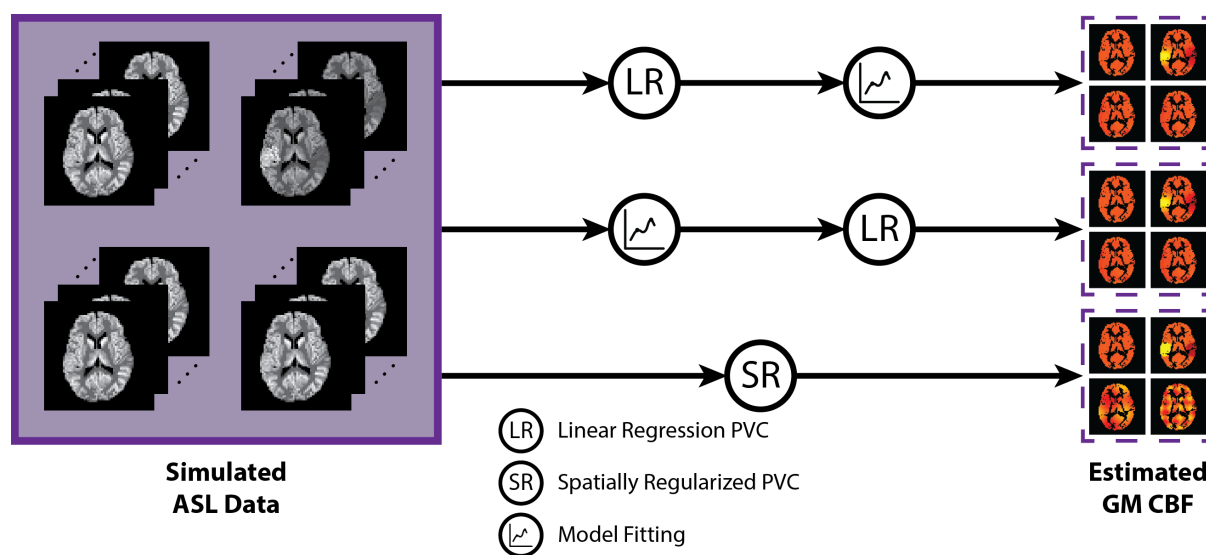 LR
LR
SR
LR Linear Regression PVC
SR Spatially Regularized PVC
Model Fitting
Simulated
ASL Data
Estimated
GM CBF